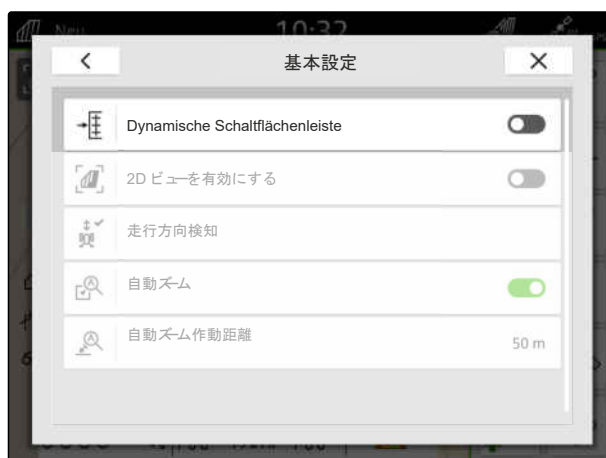 Neu
10:32
基本設定
Dynamische Schaltflächenleiste
2D ビューを有効にする
走行方向検知
自動ズーム
自動ズーム作動距離
50 m